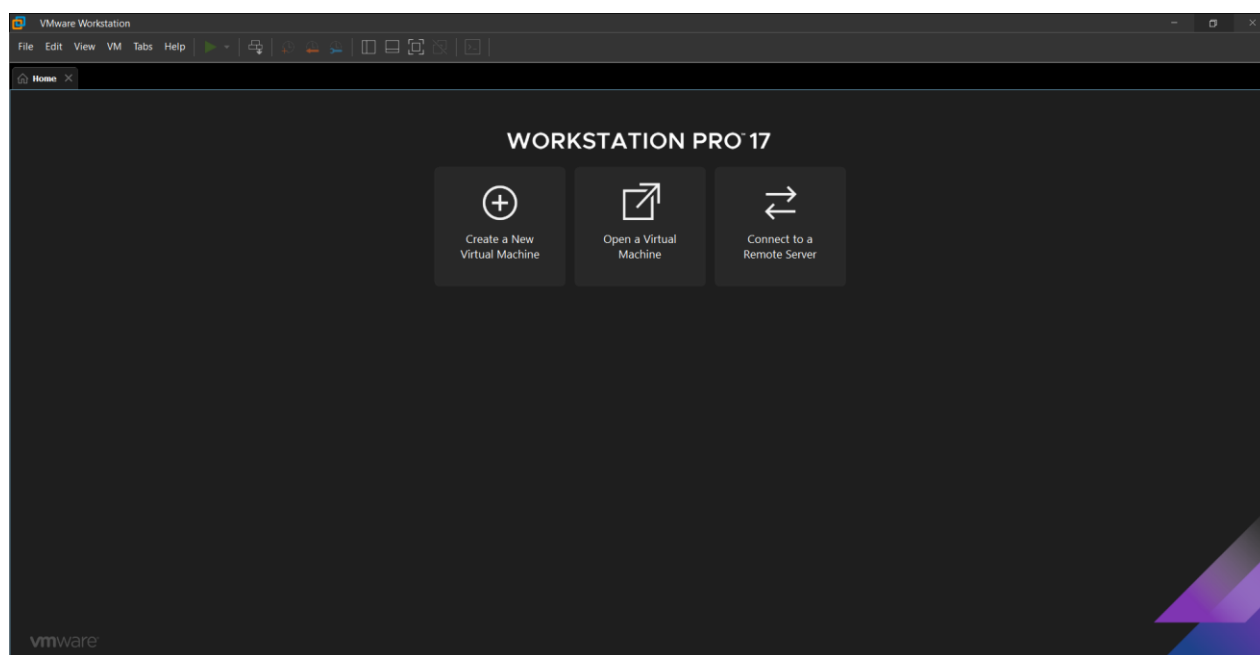 VMware Workstation
File Edit View VM Tabs Help
Home
WORKSTATION PRO™ 17
Create a New
Virtual Machine
Open a Virtual
Machine
Connect to a
Remote Server
vmware